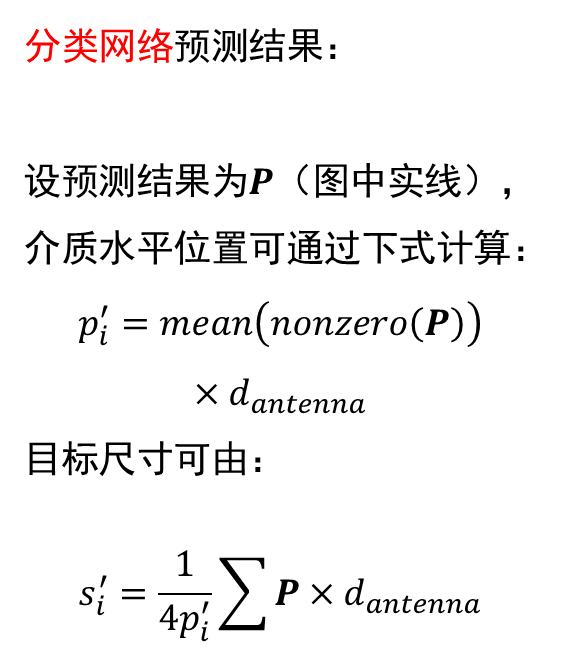 分类网络预测结果：
设预测结果为𝑷（图中实线），
介质水平位置可通过下式计算：
p′ᵢ = mean(nonzero(𝑷))
× d_antenna
目标尺寸可由：
s′ᵢ = 1/(4p′ᵢ) ∑ 𝑷 × d_antenna